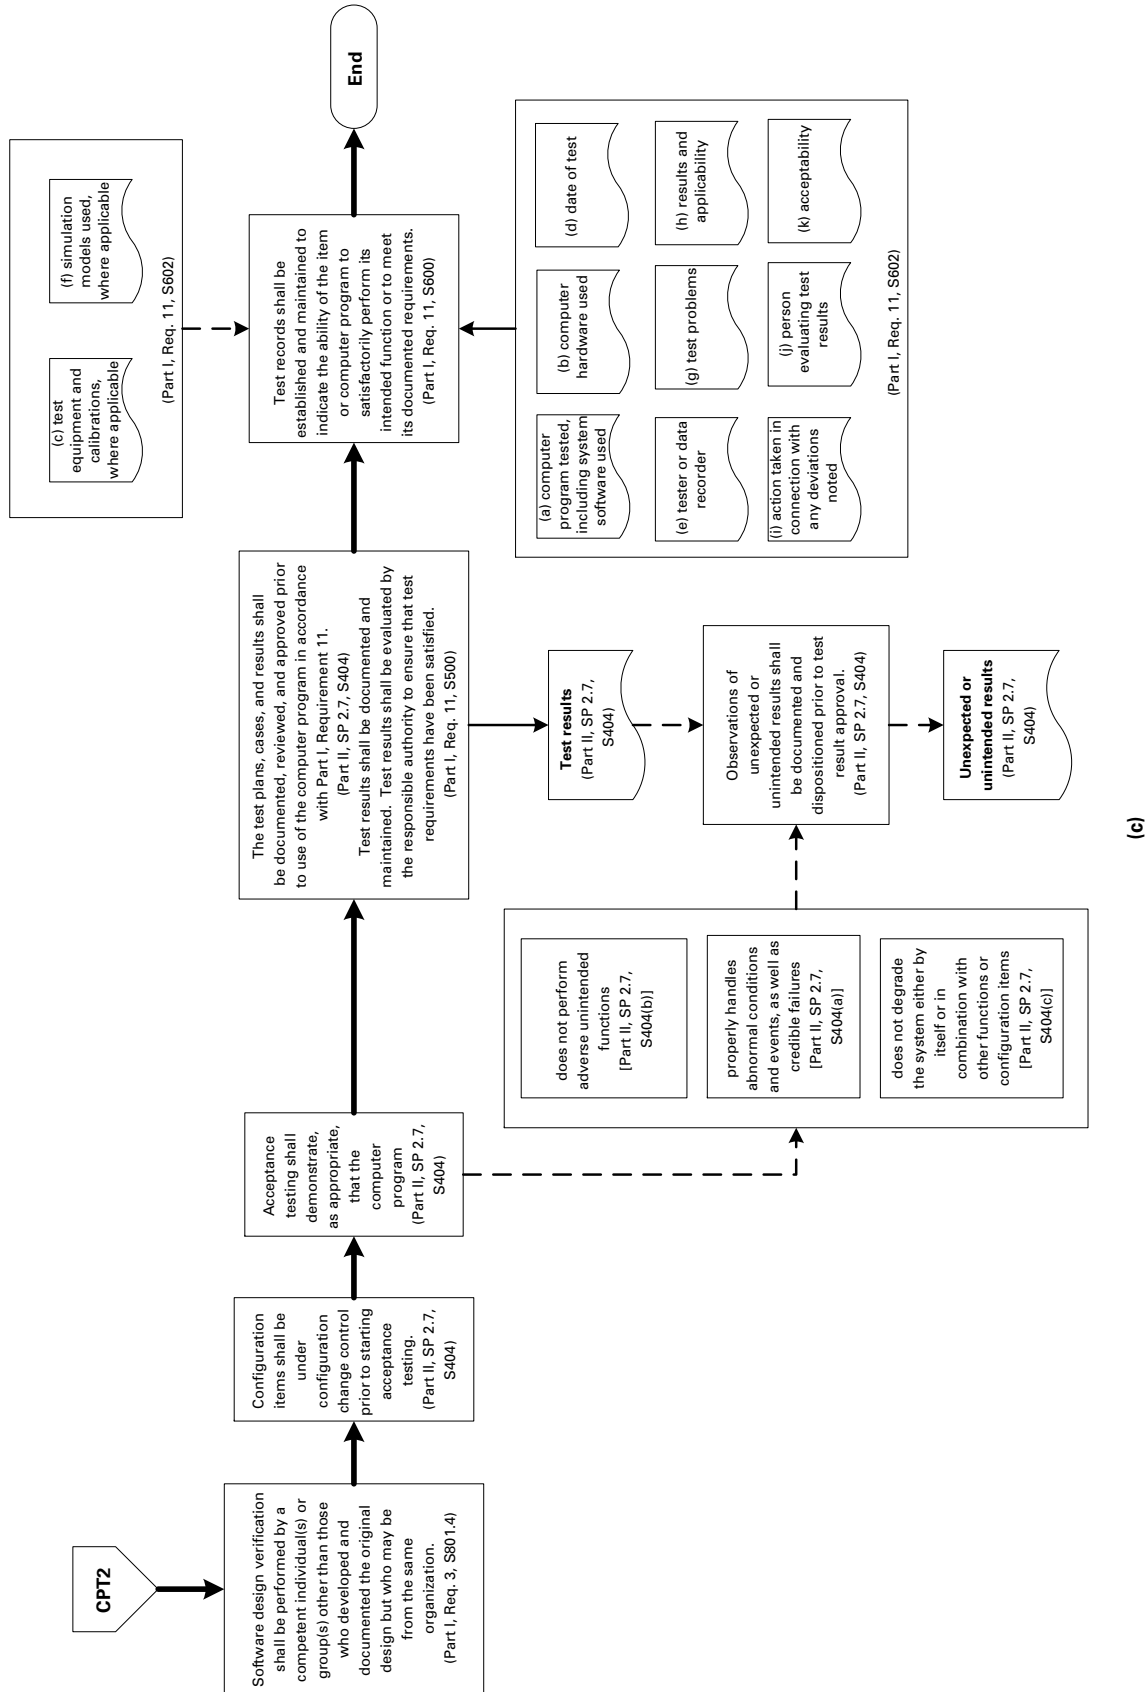 CPT2
Software design verification
shall be performed by a
competent individual(s) or
group(s) other than those
who developed and
documented the original
design but who may be
from the same
organization.
(Part I, Req. 3, S801.4)
Configuration
items shall be
under
configuration
change control
prior to starting
acceptance
testing.
(Part II, SP 2.7,
S404)
Acceptance
testing shall
demonstrate,
as appropriate,
that the
computer
program
(Part II, SP 2.7,
S404)
does not perform
adverse unintended
functions
[Part II, SP 2.7,
S404(b)]
properly handles
abnormal conditions
and events, as well as
credible failures
[Part II, SP 2.7,
S404(a)]
does not degrade
the system either by
itself or in
combination with
other functions or
configuration items
[Part II, SP 2.7,
S404(c)]
The test plans, cases, and results shall
be documented, reviewed, and approved prior
to use of the computer program in accordance
with Part I, Requirement 11.
(Part II, SP 2.7, S404)
Test results shall be documented and
maintained. Test results shall be evaluated by
the responsible authority to ensure that test
requirements have been satisfied.
(Part I, Req. 11, S500)
Test results
(Part II, SP 2.7,
S404)
Observations of
unexpected or
unintended results shall
be documented and
dispositioned prior to test
result approval.
(Part II, SP 2.7, S404)
Unexpected or
unintended results
(Part II, SP 2.7,
S404)
(c) test
equipment and
calibrations,
where applicable
(f) simulation
models used,
where applicable
(Part I, Req. 11, S602)
Test records shall be
established and maintained to
indicate the ability of the item
or computer program to
satisfactorily perform its
intended function or to meet
its documented requirements.
(Part I, Req. 11, S600)
(a) computer
program tested,
including system
software used
(b) computer
hardware used
(d) date of test
(e) tester or data
recorder
(g) test problems
(h) results and
applicability
(i) action taken in
connection with
any deviations
noted
(j) person
evaluating test
results
(k) acceptability
(Part I, Req. 11, S602)
End
(c)